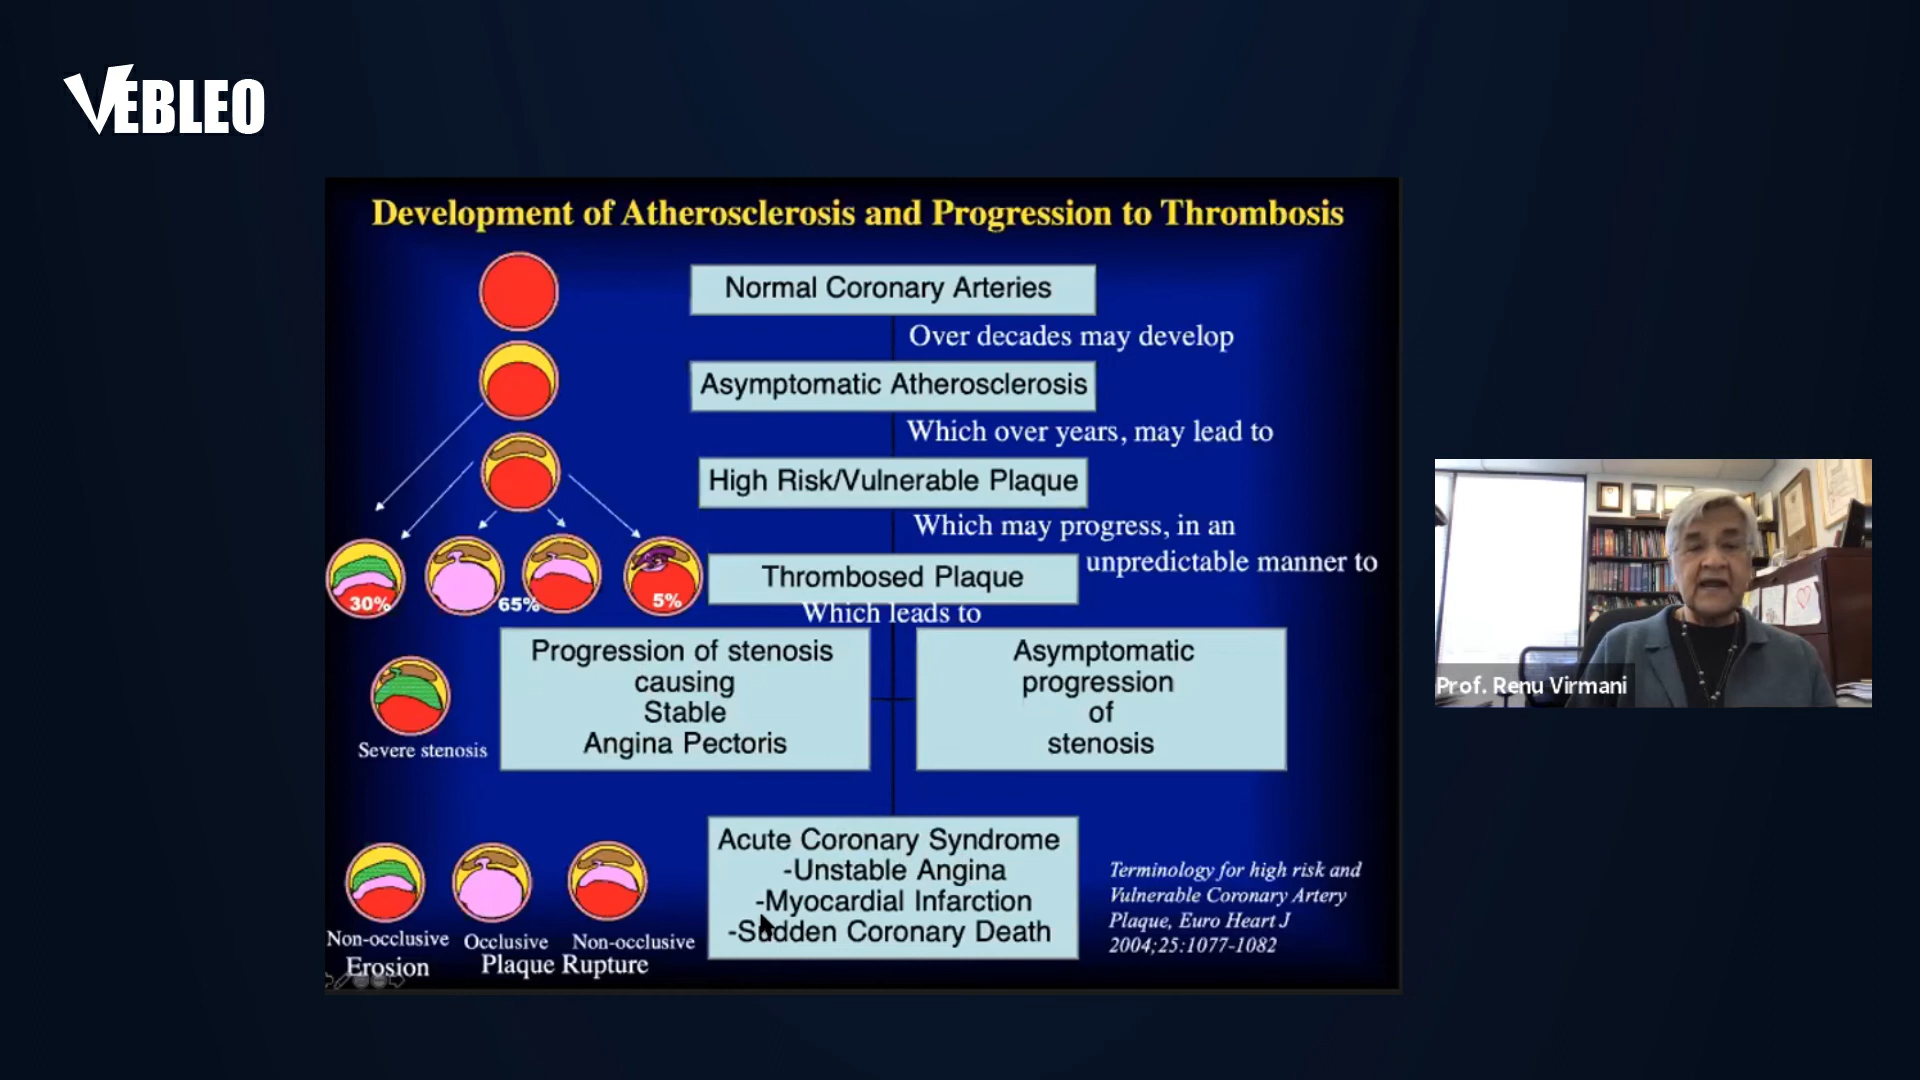 VEBLEO
Development of Atherosclerosis and Progression to Thrombosis
Normal Coronary Arteries
Over decades may develop
Asymptomatic Atherosclerosis
Which over years, may lead to
High Risk/Vulnerable Plaque
Which may progress, in an
unpredictable manner to
Thrombosed Plaque
30%
65%
5%
Which leads to
Progression of stenosis
causing
Stable
Angina Pectoris
Asymptomatic
progression
of
stenosis
Severe stenosis
Acute Coronary Syndrome
-Unstable Angina
-Myocardial Infarction
-Sudden Coronary Death
Non-occlusive
Erosion
Occlusive
Non-occlusive
Plaque Rupture
Terminology for high risk and
Vulnerable Coronary Artery
Plaque, Euro Heart J
2004;25:1077-1082
Prof. Renu Virmani